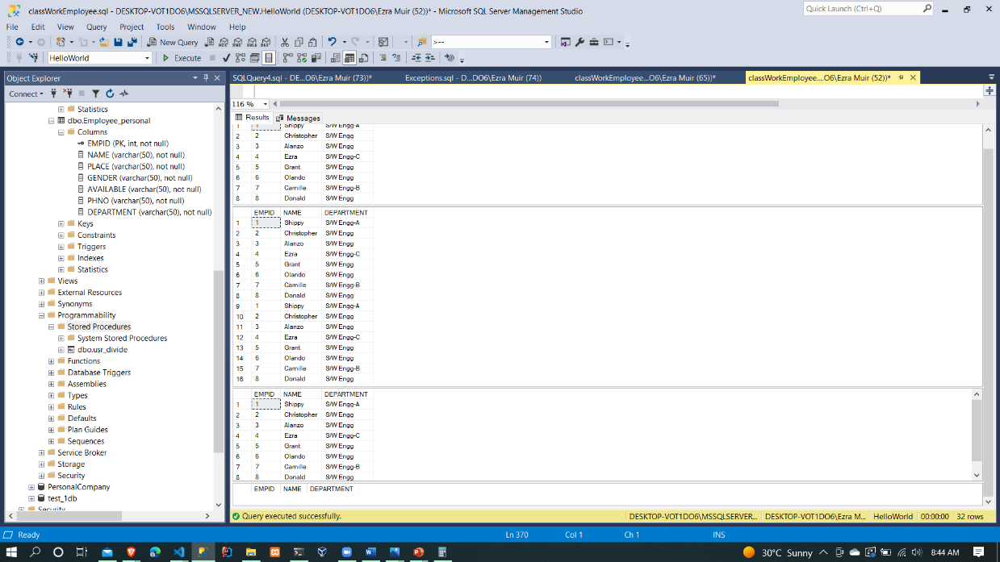 classWorkEmployee.sql - DESKTOP-VOT1DO6\MSSQLSERVER_NEW.HelloWorld (DESKTOP-VOT1DO6\Ezra Muir (52))* - Microsoft SQL Server Management Studio
Quick Launch (Ctrl+Q)
File Edit View Query Project Tools Window Help
New Query
MDX DMX XMLA DAX
>--
HelloWorld
Execute
Object Explorer
SQLQuery4.sql - DE...O6\Ezra Muir (73))*
Exceptions.sql - D...DO6\Ezra Muir (74))
classWorkEmployee...O6\Ezra Muir (65))*
classWorkEmployee....O6\Ezra Muir (52))*
Connect
Statistics
dbo.Employee_personal
Columns
EMPID (PK, int, not null)
NAME (varchar(50), not null)
PLACE (varchar(50), not null)
GENDER (varchar(50), not null)
AVAILABLE (varchar(50), not null)
PHNO (varchar(50), not null)
DEPARTMENT (varchar(50), not null)
Keys
Constraints
Triggers
Indexes
Statistics
Views
External Resources
Synonyms
Programmability
Stored Procedures
System Stored Procedures
dbo.usr_divide
Functions
Database Triggers
Assemblies
Types
Rules
Defaults
Plan Guides
Sequences
Service Broker
Storage
Security
PersonalCompany
test_1db
Security
116 %
Results Messages
1 1 Shippy S/W Engg-A
2 2 Christopher S/W Engg
3 3 Alanzo S/W Engg
4 4 Ezra S/W Engg-C
5 5 Grant S/W Engg
6 6 Olando S/W Engg
7 7 Camille S/W Engg-B
8 8 Donald S/W Engg
EMPID NAME DEPARTMENT
1 1 Shippy S/W Engg-A
2 2 Christopher S/W Engg
3 3 Alanzo S/W Engg
4 4 Ezra S/W Engg-C
5 5 Grant S/W Engg
6 6 Olando S/W Engg
7 7 Camille S/W Engg-B
8 8 Donald S/W Engg
9 1 Shippy S/W Engg-A
10 2 Christopher S/W Engg
11 3 Alanzo S/W Engg
12 4 Ezra S/W Engg-C
13 5 Grant S/W Engg
14 6 Olando S/W Engg
15 7 Camille S/W Engg-B
16 8 Donald S/W Engg
EMPID NAME DEPARTMENT
1 1 Shippy S/W Engg-A
2 2 Christopher S/W Engg
3 3 Alanzo S/W Engg
4 4 Ezra S/W Engg-C
5 5 Grant S/W Engg
6 6 Olando S/W Engg
7 7 Camille S/W Engg-B
8 8 Donald S/W Engg
EMPID NAME DEPARTMENT
Query executed successfully.
DESKTOP-VOT1DO6\MSSQLSERVER... DESKTOP-VOT1DO6\Ezra M... HelloWorld 00:00:00 32 rows
Ready
Ln 370 Col 1 Ch 1 INS
30°C Sunny
8:44 AM